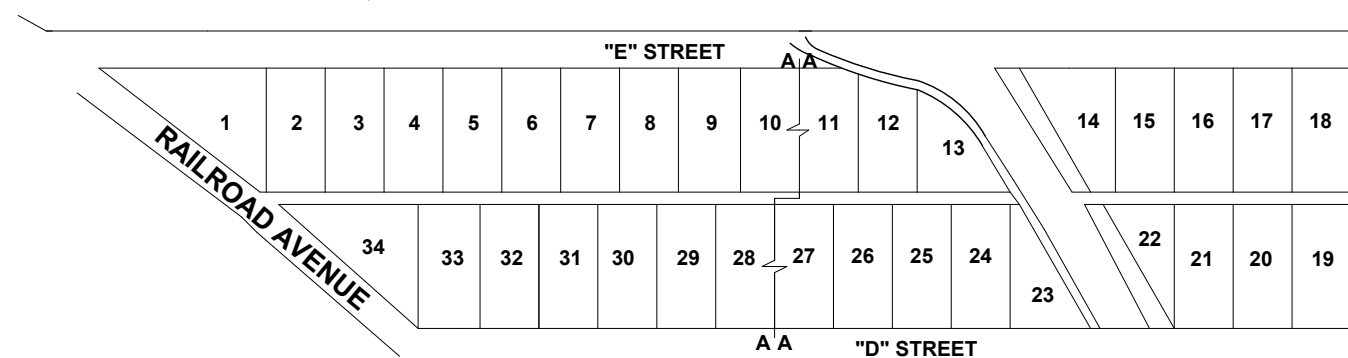 "E" STREET
A A
1 2 3 4 5 6 7 8 9 10 11 12 13 14 15 16 17 18
RAILROAD AVENUE
34 33 32 31 30 29 28 27 26 25 24 23 22 21 20 19
A A
"D" STREET